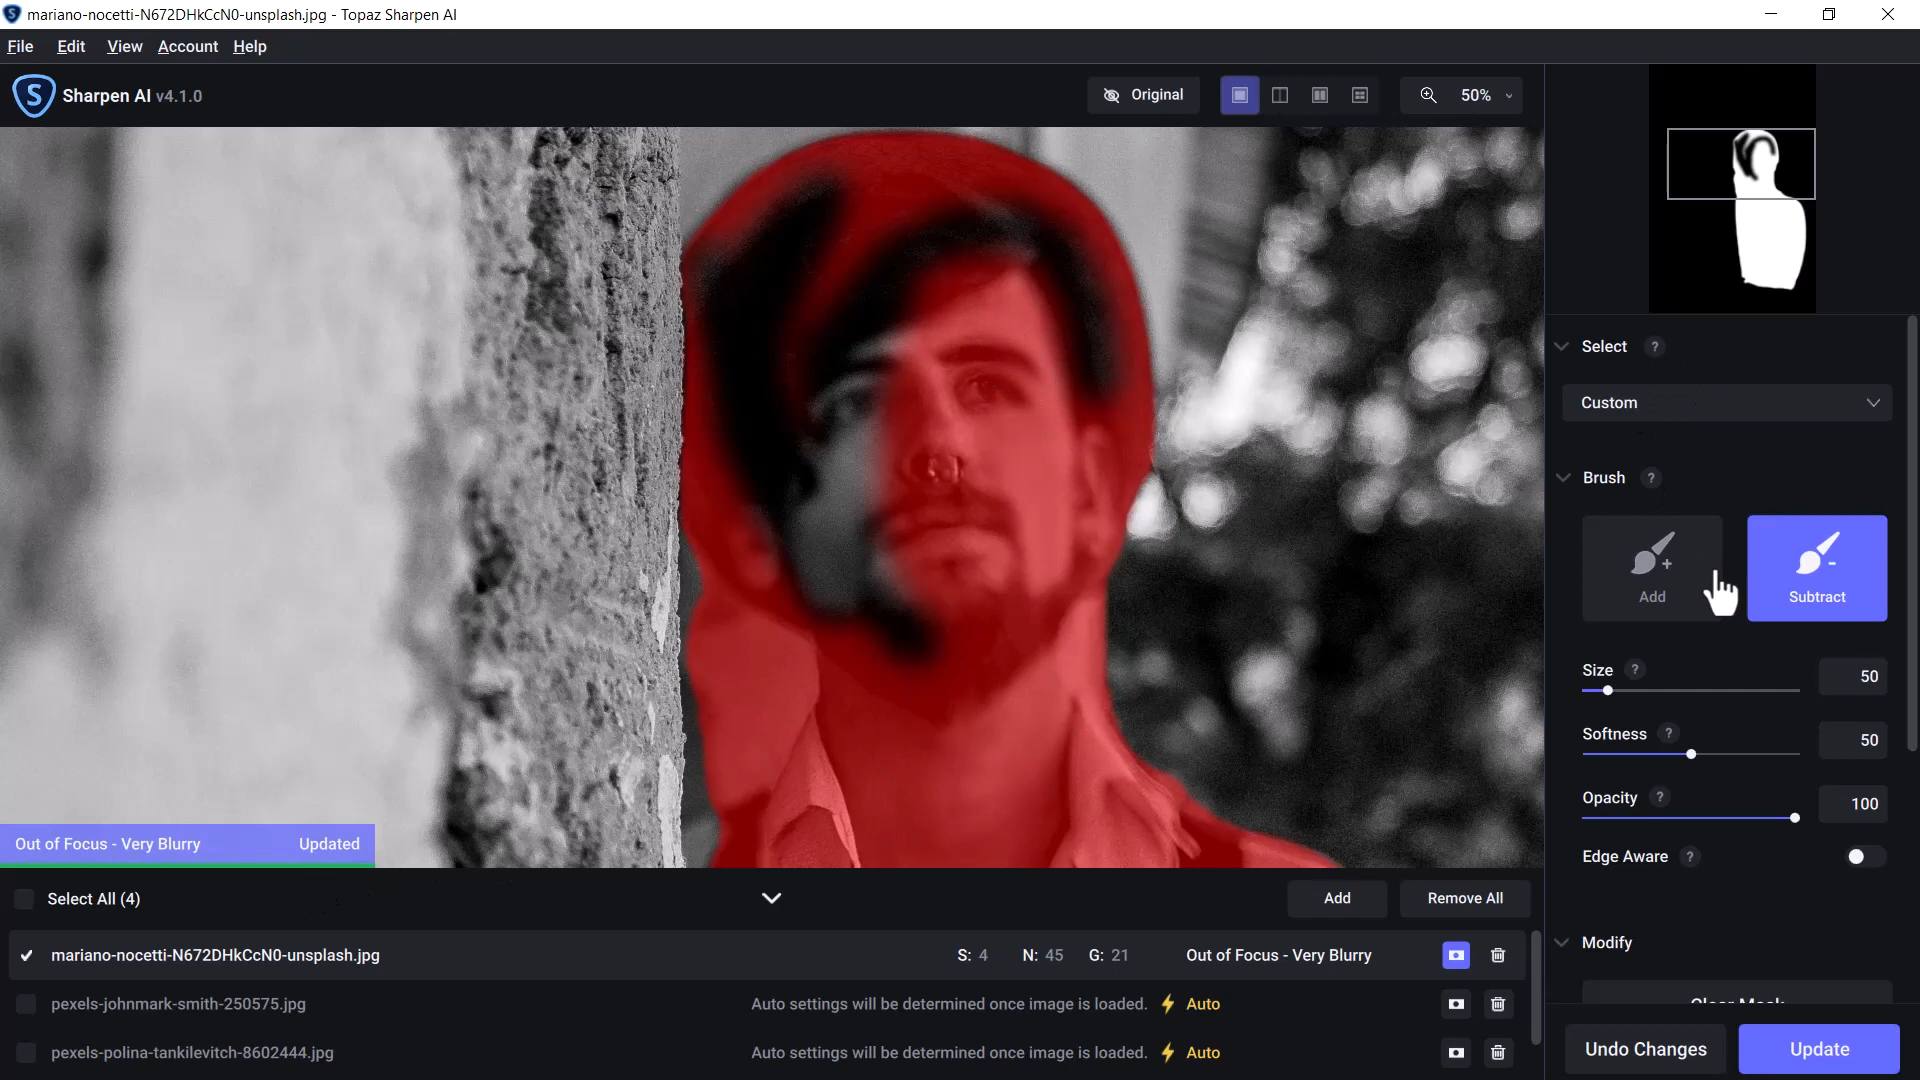 mariano-nocetti-N672DHkCcN0-unsplash.jpg - Topaz Sharpen AI
File Edit View Account Help
S Sharpen AI v4.1.0
Original
50%
Select ?
Custom
Brush ?
Add
Subtract
Size ?
50
Softness ?
50
Opacity ?
100
Edge Aware ?
Modify
Clear Mask
Undo Changes
Update
Out of Focus - Very Blurry Updated
Select All (4)
Add
Remove All
mariano-nocetti-N672DHkCcN0-unsplash.jpg S: 4 N: 45 G: 21 Out of Focus - Very Blurry
pexels-johnmark-smith-250575.jpg Auto settings will be determined once image is loaded. Auto
pexels-polina-tankilevitch-8602444.jpg Auto settings will be determined once image is loaded. Auto